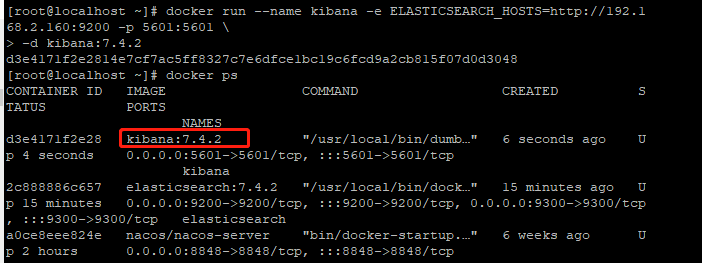 [root@localhost ~]# docker run --name kibana -e ELASTICSEARCH_HOSTS=http://192.1
68.2.160:9200 -p 5601:5601 \
> -d kibana:7.4.2
d3e4171f2e2814e7cf7ac5ff8327c7e6dfce1bc19c6fcd9a2cb815f07d0d3048
[root@localhost ~]# docker ps
CONTAINER ID   IMAGE                 COMMAND                  CREATED          S
TATUS          PORTS
                      NAMES
d3e4171f2e28   kibana:7.4.2          "/usr/local/bin/dumb…"   6 seconds ago    U
p 4 seconds    0.0.0.0:5601->5601/tcp, :::5601->5601/tcp
                      kibana
2c888886c657   elasticsearch:7.4.2   "/usr/local/bin/dock…"   15 minutes ago   U
p 15 minutes   0.0.0.0:9200->9200/tcp, :::9200->9200/tcp, 0.0.0.0:9300->9300/tcp
, :::9300->9300/tcp   elasticsearch
a0ce8eee824e   nacos/nacos-server    "bin/docker-startup.…"   6 weeks ago      U
p 2 hours      0.0.0.0:8848->8848/tcp, :::8848->8848/tcp